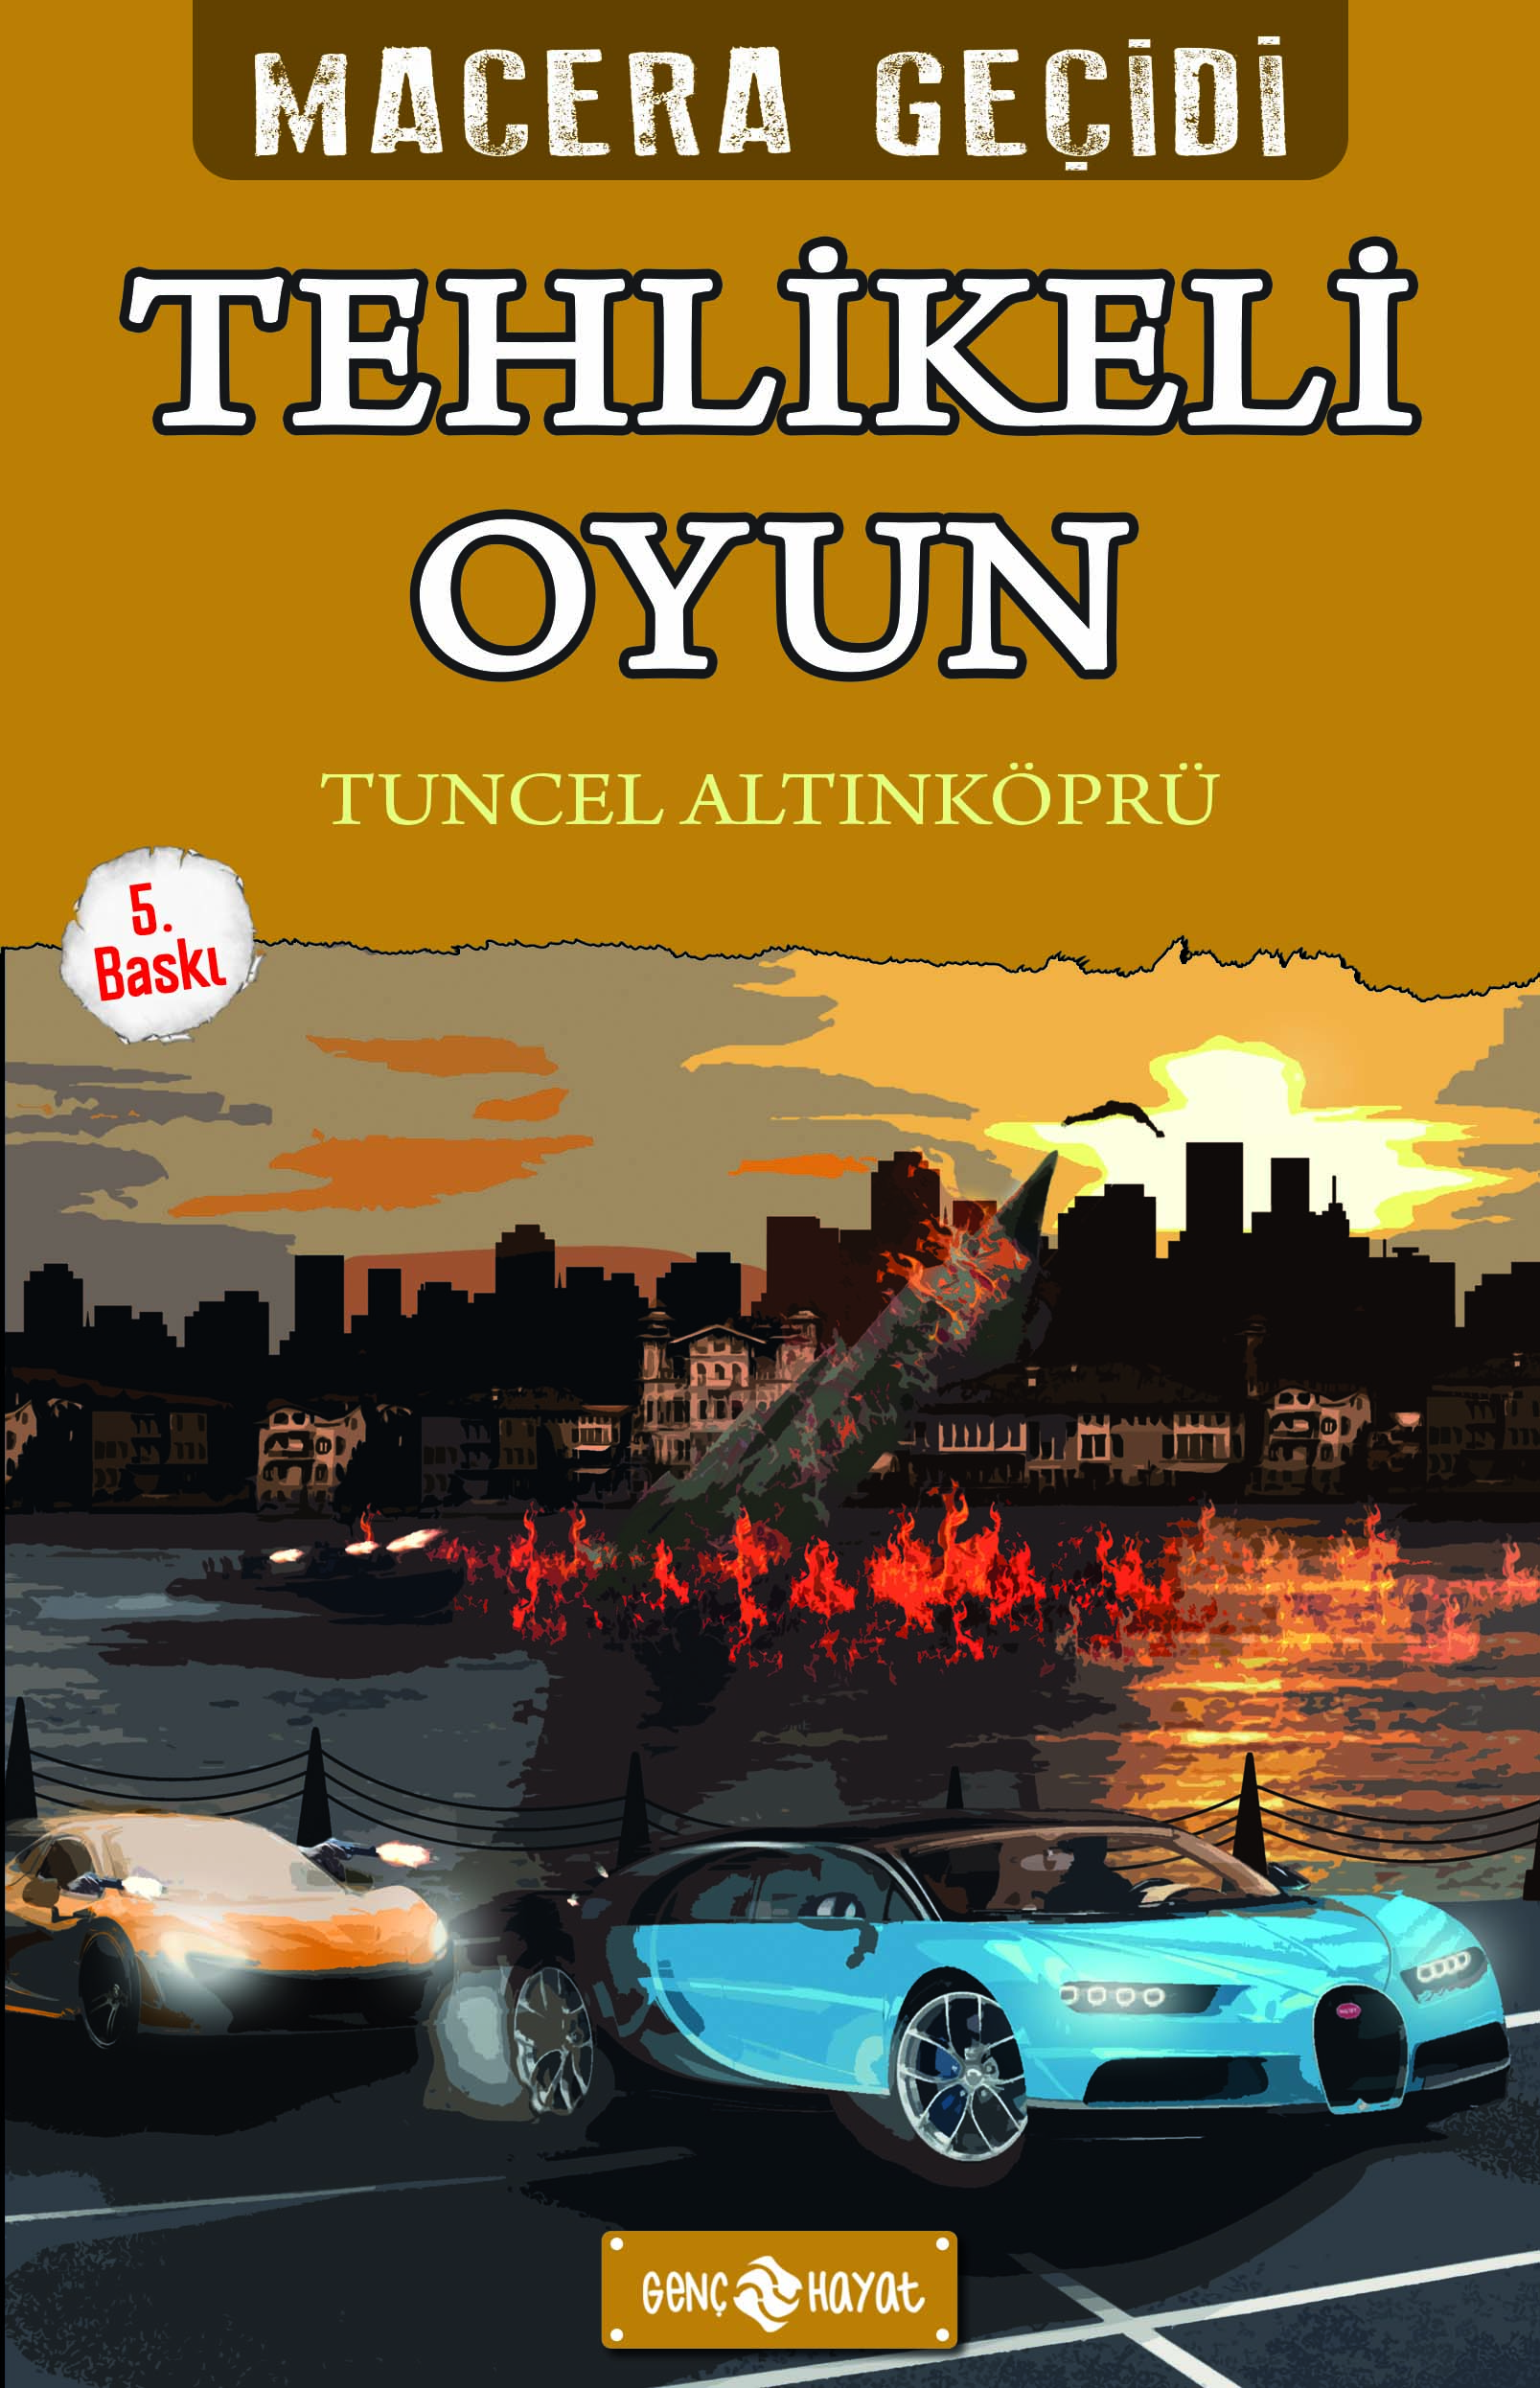 MACERA GEÇİDİ
TEHLİKELİ
OYUN
TUNCEL ALTINKÖPRÜ
5.
Baskı
GENÇ HAYAT